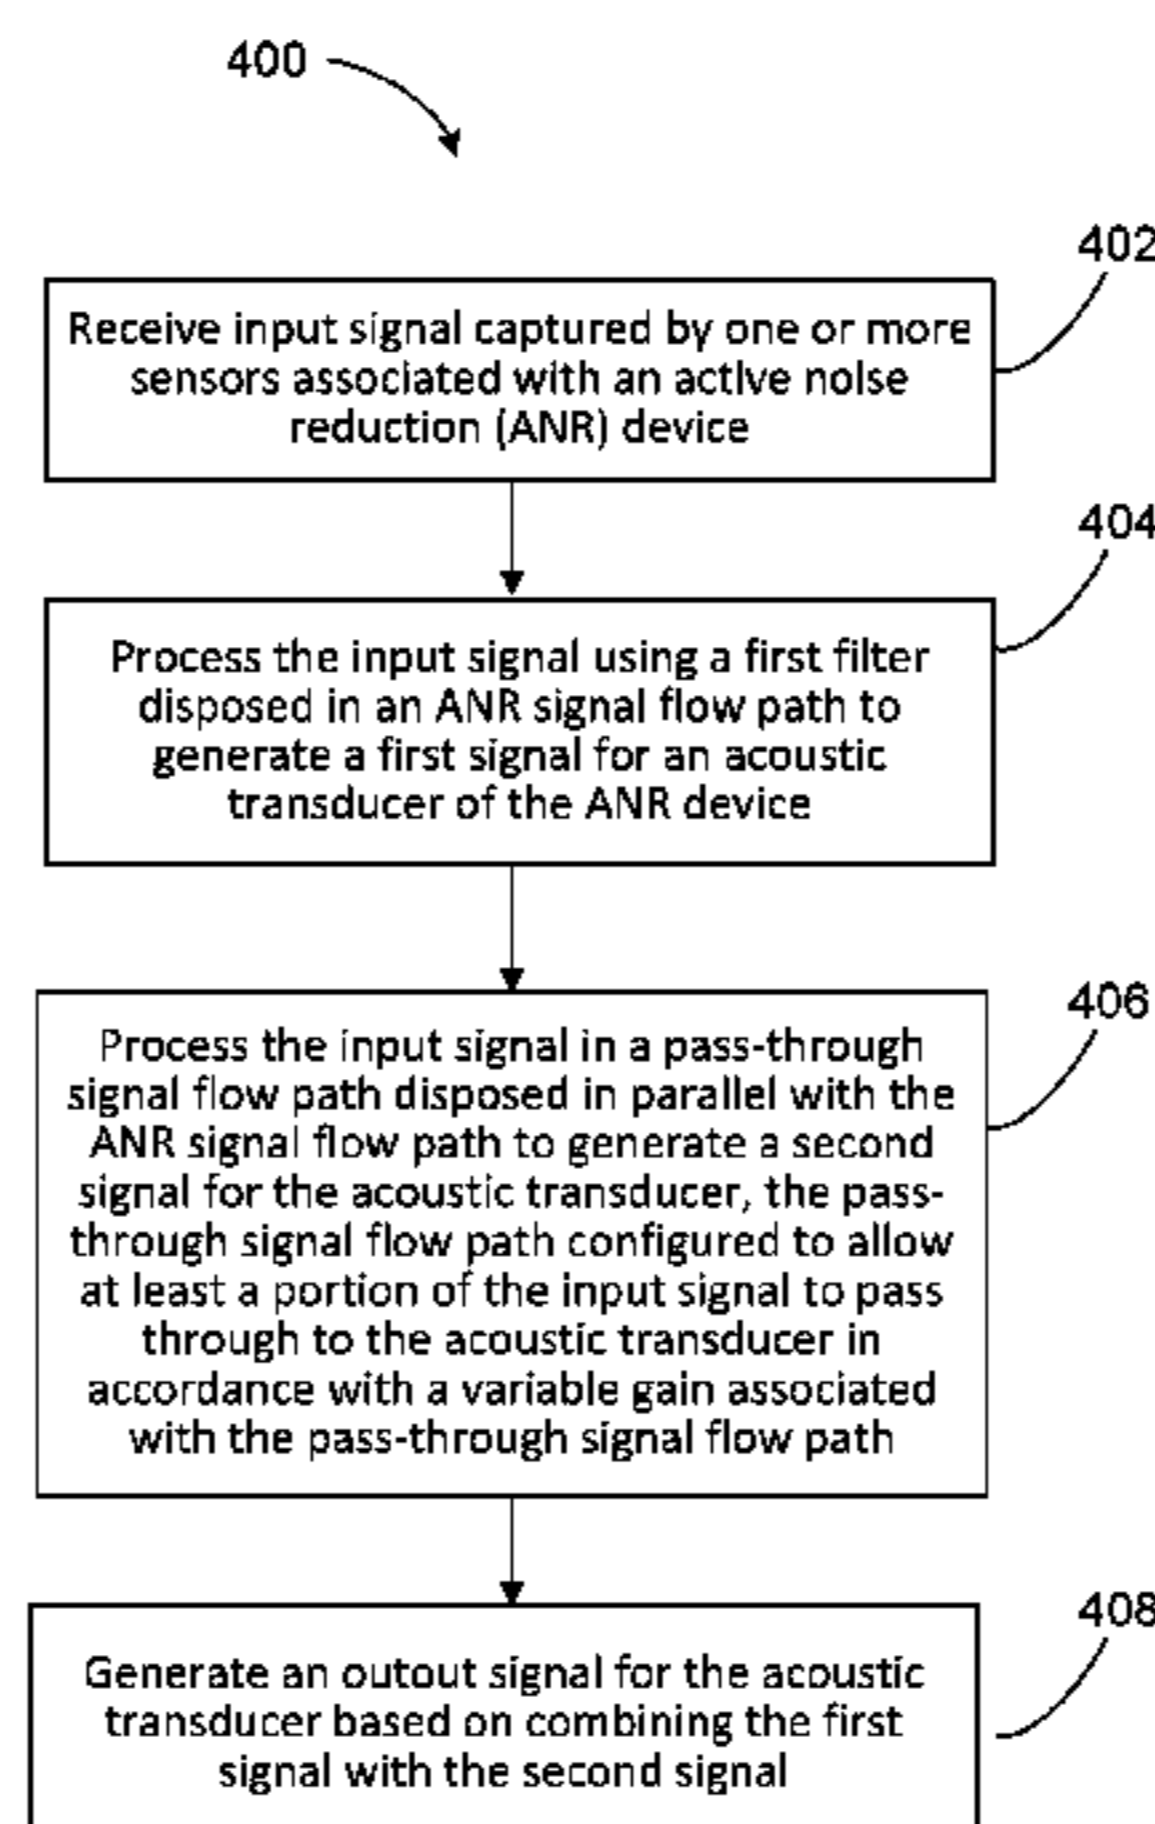 400
402
Receive input signal captured by one or more
sensors associated with an active noise
reduction (ANR) device
404
Process the input signal using a first filter
disposed in an ANR signal flow path to
generate a first signal for an acoustic
transducer of the ANR device
406
Process the input signal in a pass-through
signal flow path disposed in parallel with the
ANR signal flow path to generate a second
signal for the acoustic transducer, the pass-
through signal flow path configured to allow
at least a portion of the input signal to pass
through to the acoustic transducer in
accordance with a variable gain associated
with the pass-through signal flow path
408
Generate an outout signal for the acoustic
transducer based on combining the first
signal with the second signal